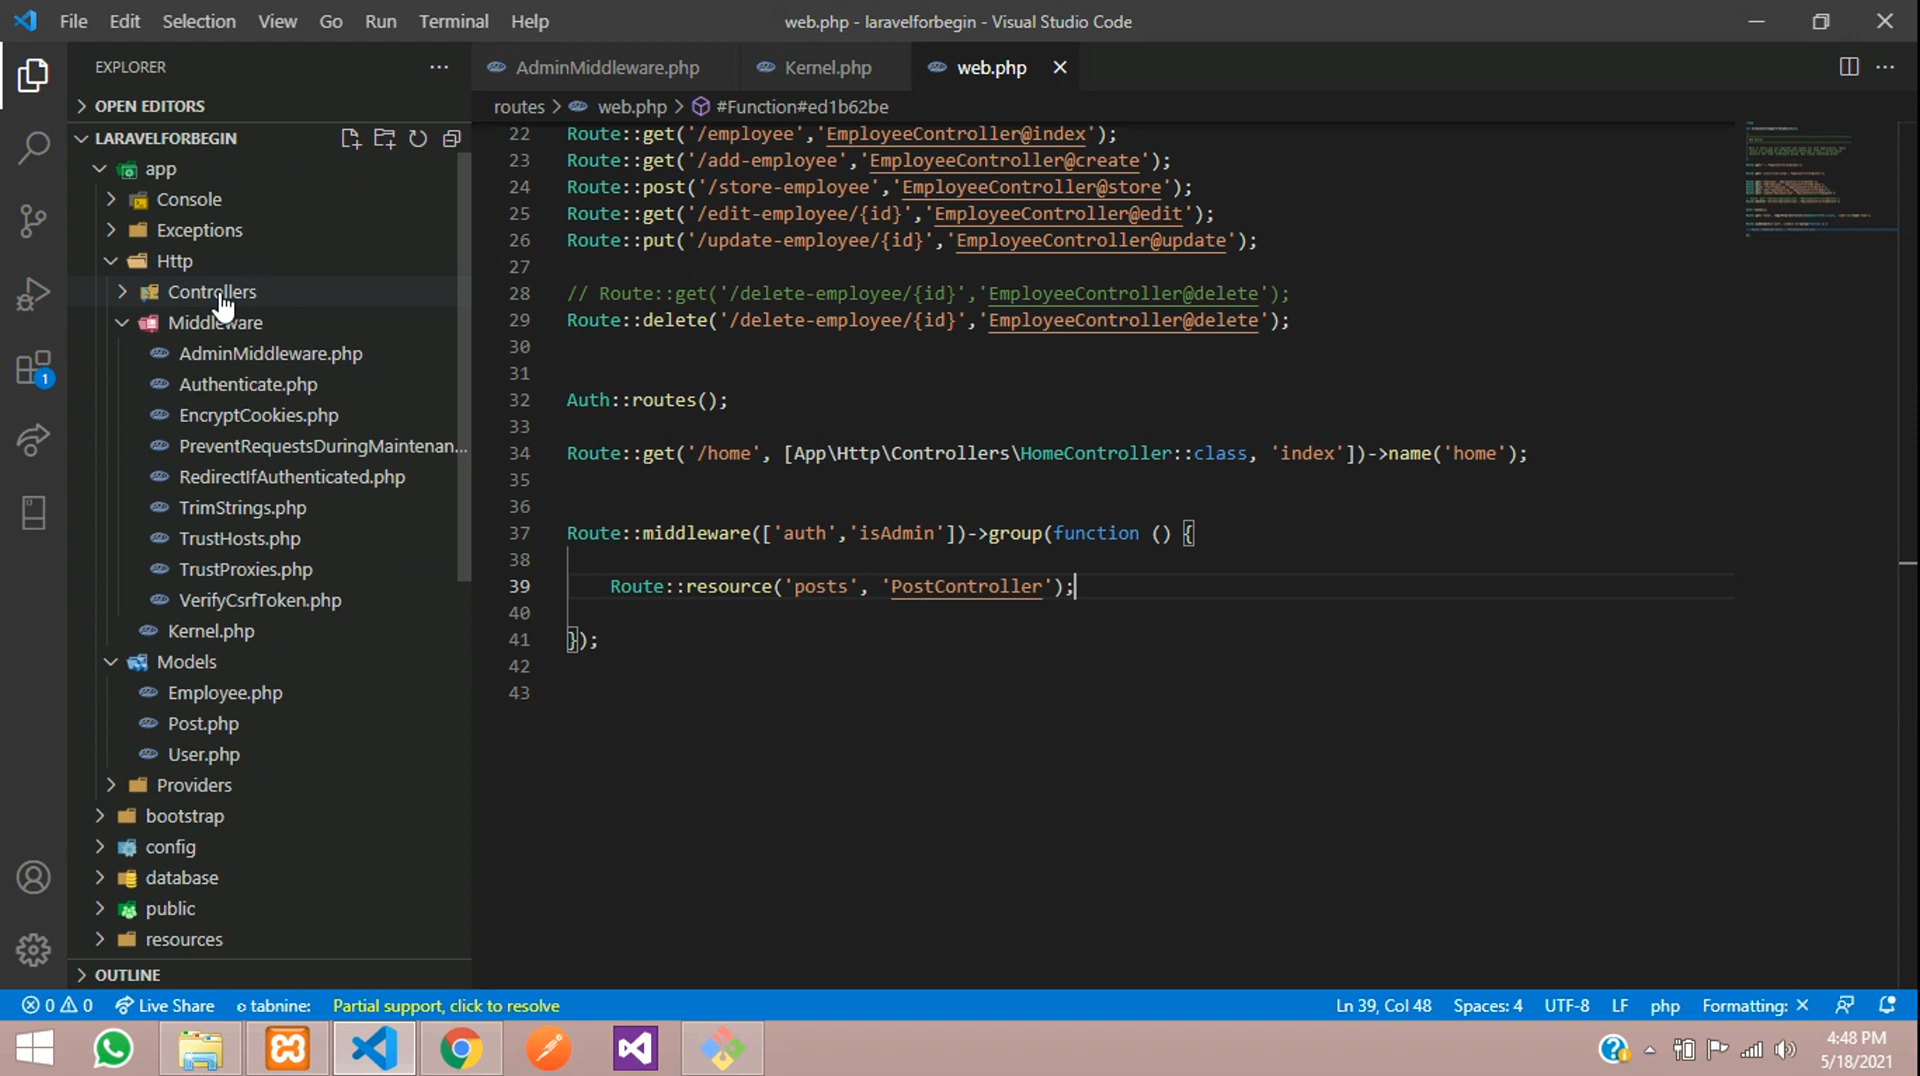 File Edit Selection View Go Run Terminal Help
web.php - laravelforbegin - Visual Studio Code
EXPLORER
OPEN EDITORS
LARAVELFORBEGIN
app
Console
Exceptions
Http
Controllers
Middleware
AdminMiddleware.php
Authenticate.php
EncryptCookies.php
PreventRequestsDuringMaintenan...
RedirectIfAuthenticated.php
TrimStrings.php
TrustHosts.php
TrustProxies.php
VerifyCsrfToken.php
Kernel.php
Models
Employee.php
Post.php
User.php
Providers
bootstrap
config
database
public
resources
OUTLINE
AdminMiddleware.php Kernel.php web.php
routes > web.php > #Function#ed1b62be
22 Route::get('/employee','EmployeeController@index');
23 Route::get('/add-employee','EmployeeController@create');
24 Route::post('/store-employee','EmployeeController@store');
25 Route::get('/edit-employee/{id}','EmployeeController@edit');
26 Route::put('/update-employee/{id}','EmployeeController@update');
27
28 // Route::get('/delete-employee/{id}','EmployeeController@delete');
29 Route::delete('/delete-employee/{id}','EmployeeController@delete');
30
31
32 Auth::routes();
33
34 Route::get('/home', [App\Http\Controllers\HomeController::class, 'index'])->name('home');
35
36
37 Route::middleware(['auth','isAdmin'])->group(function () {
38
39 Route::resource('posts', 'PostController');
40
41 });
42
43
1
0 0 Live Share tabnine: Partial support, click to resolve
Ln 39, Col 48 Spaces: 4 UTF-8 LF php Formatting: ×
4:48 PM
5/18/2021